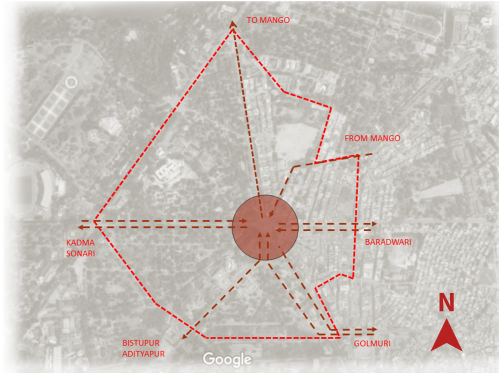 TO MANGO
FROM MANGO
KADMA
SONARI
BARADWARI
N
BISTUPUR
ADITYAPUR
GOLMURI
Google